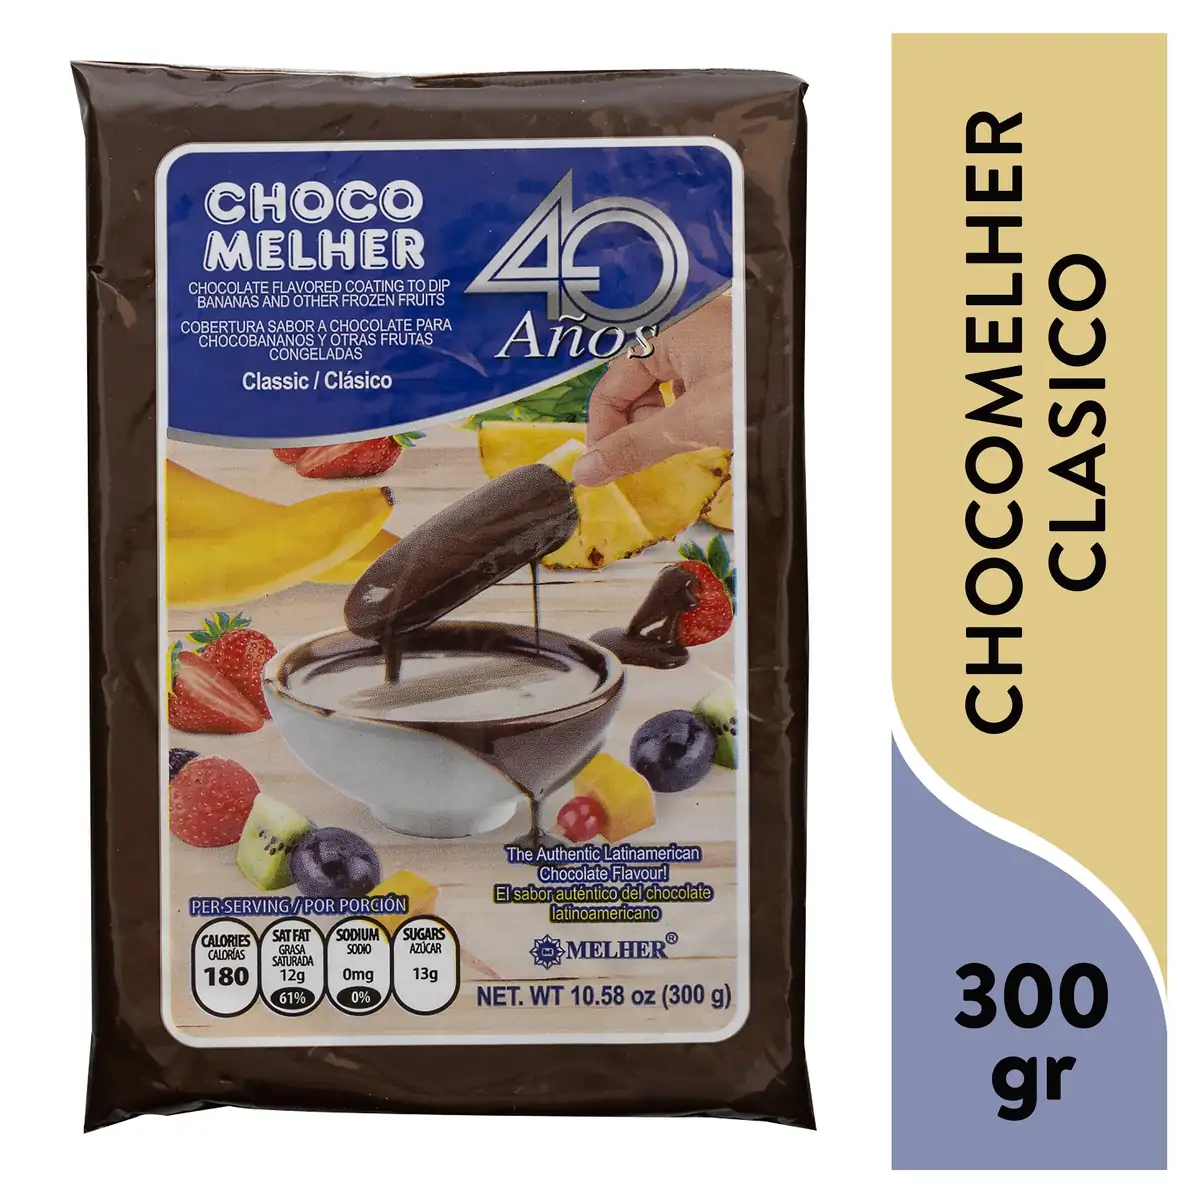 CHOCO
MELHER
CHOCOLATE FLAVORED COATING TO DIP
BANANAS AND OTHER FROZEN FRUITS
COBERTURA SABOR A CHOCOLATE PARA
CHOCOBANANOS Y OTRAS FRUTAS
CONGELADAS
Classic / Clásico
40
Años
The Authentic Latinamerican
Chocolate Flavour!
El sabor auténtico del chocolate
latinoamericano
MELHER®
NET. WT 10.58 oz (300 g)
PER SERVING / POR PORCIÓN
CALORIES
CALORÍAS
180
SAT FAT
GRASA
SATURADA
12g
61%
SODIUM
SODIO
0mg
0%
SUGARS
AZÚCAR
13g
CHOCOMELHER
CLASICO
300
gr